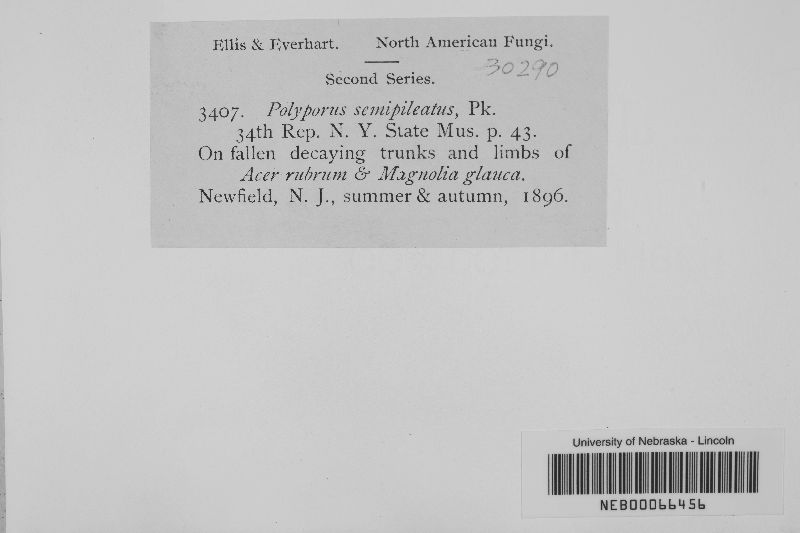 Ellis & Everhart. North American Fungi.
30290
Second Series.
3407. Polyporus semipileatus, Pk.
34th Rep. N. Y. State Mus. p. 43.
On fallen decaying trunks and limbs of
Acer rubrum & Magnolia glauca.
Newfield, N. J., summer & autumn, 1896.
University of Nebraska - Lincoln
NEB00066456